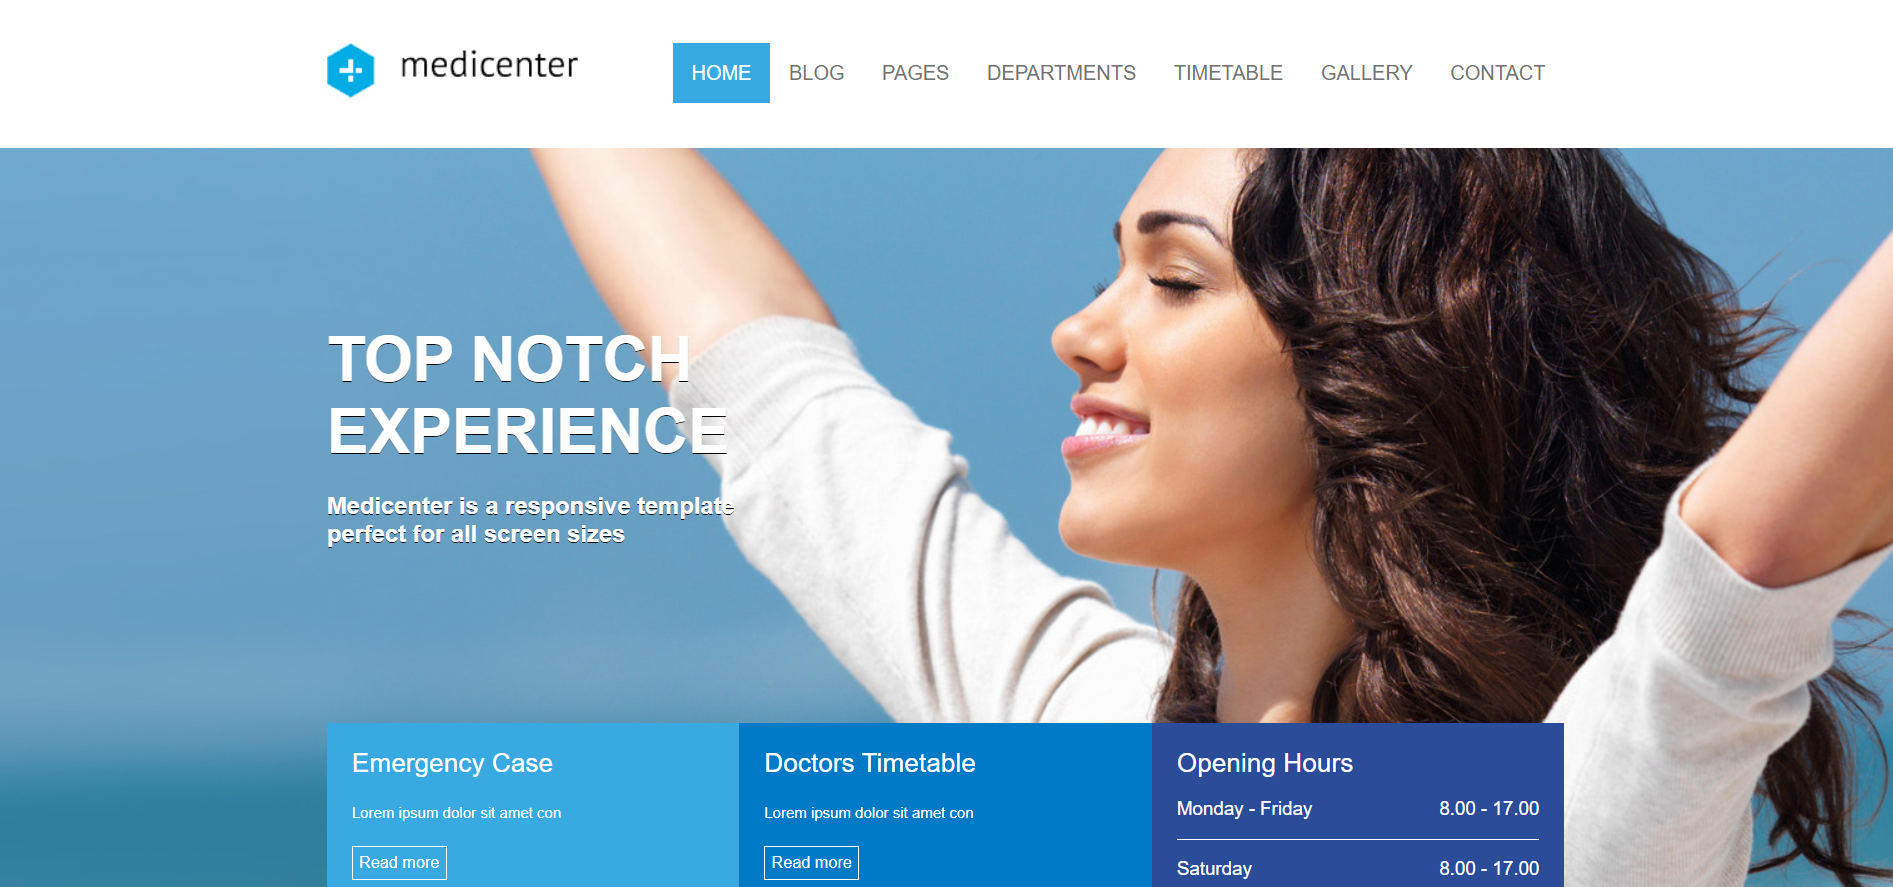 medicenter
HOME BLOG PAGES DEPARTMENTS TIMETABLE GALLERY CONTACT
TOP NOTCH
EXPERIENCE
Medicenter is a responsive template
perfect for all screen sizes
Emergency Case
Lorem ipsum dolor sit amet con
Read more
Doctors Timetable
Lorem ipsum dolor sit amet con
Read more
Opening Hours
Monday - Friday 8.00 - 17.00
Saturday 8.00 - 17.00